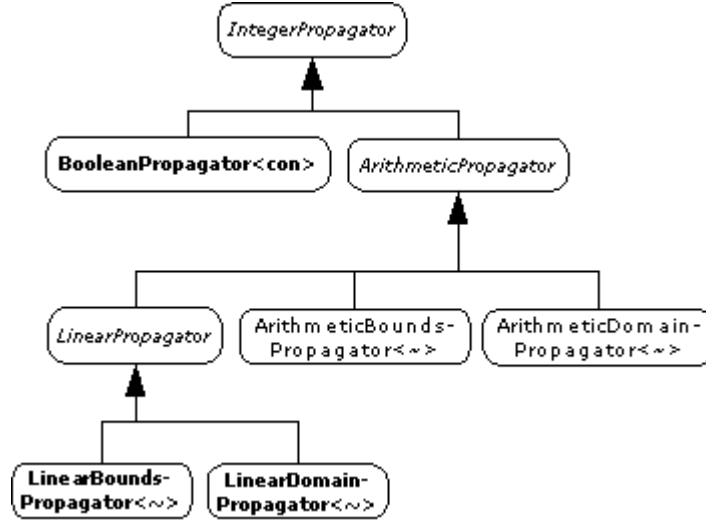 IntegerPropagator
BooleanPropagator<con>
ArithmeticPropagator
LinearPropagator
ArithmeticBounds-
Propagator<~>
ArithmeticDomain-
Propagator<~>
LinearBounds-
Propagator<~>
LinearDomain-
Propagator<~>